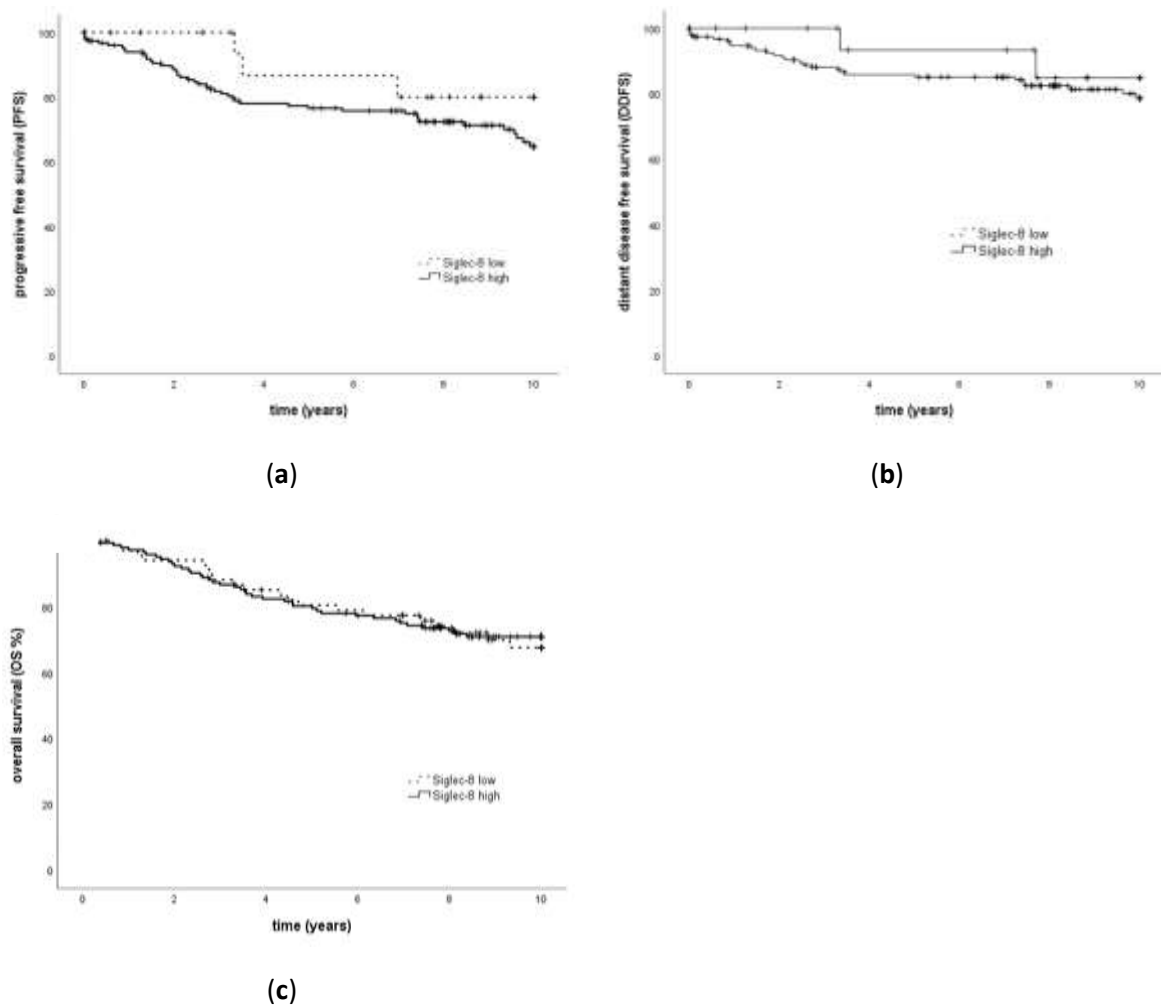 progressive free survival (PFS)
100
80
60
40
20
0
Siglec-8 low
Siglec-8 high
0 2 4 6 8 10
time (years)
(a)
distant disease free survival (DDFS)
100
80
60
40
20
0
Siglec-8 low
Siglec-8 high
0 2 4 6 8 10
time (years)
(b)
overall survival (OS %)
80
60
40
20
0
Siglec-8 low
Siglec-8 high
0 2 4 6 8 10
time (years)
(c)